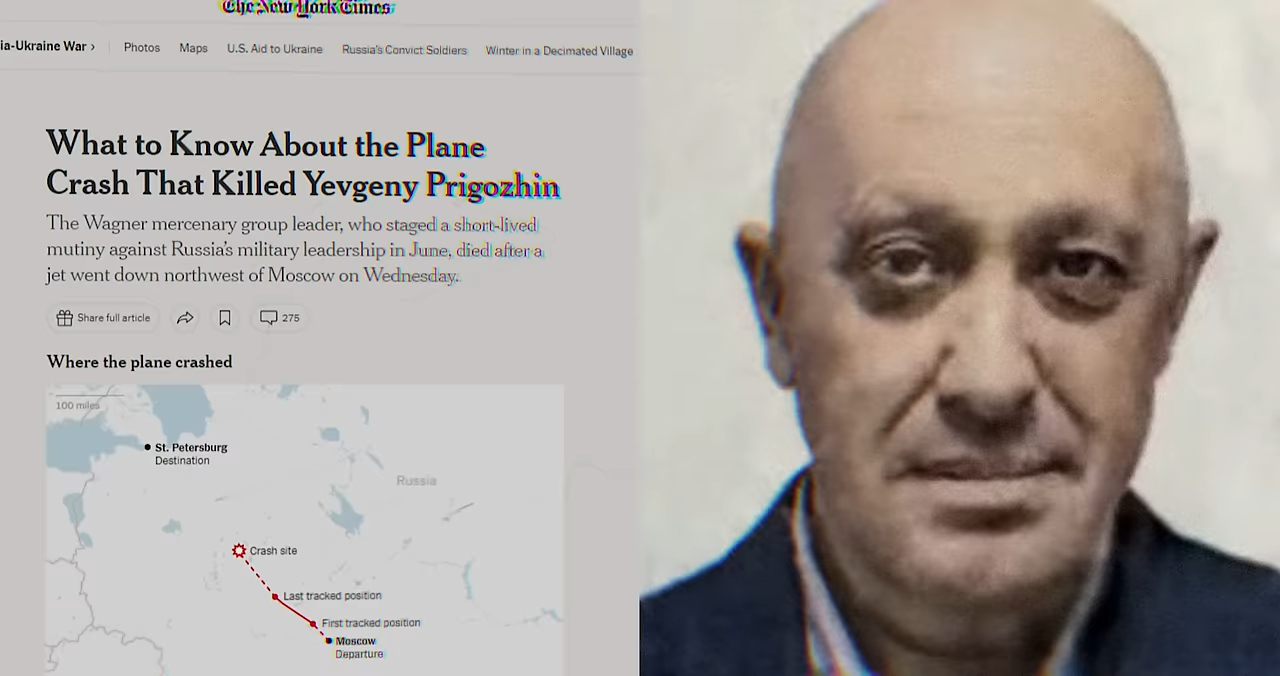 The New York Times
ia-Ukraine War › Photos Maps U.S. Aid to Ukraine Russia's Convict Soldiers Winter in a Decimated Village
What to Know About the Plane
Crash That Killed Yevgeny Prigozhin
The Wagner mercenary group leader, who staged a short-lived
mutiny against Russia's military leadership in June, died after a
jet went down northwest of Moscow on Wednesday.
Share full article 275
Where the plane crashed
100 miles
St. Petersburg
Destination
Russia
Crash site
Last tracked position
First tracked position
Moscow
Departure